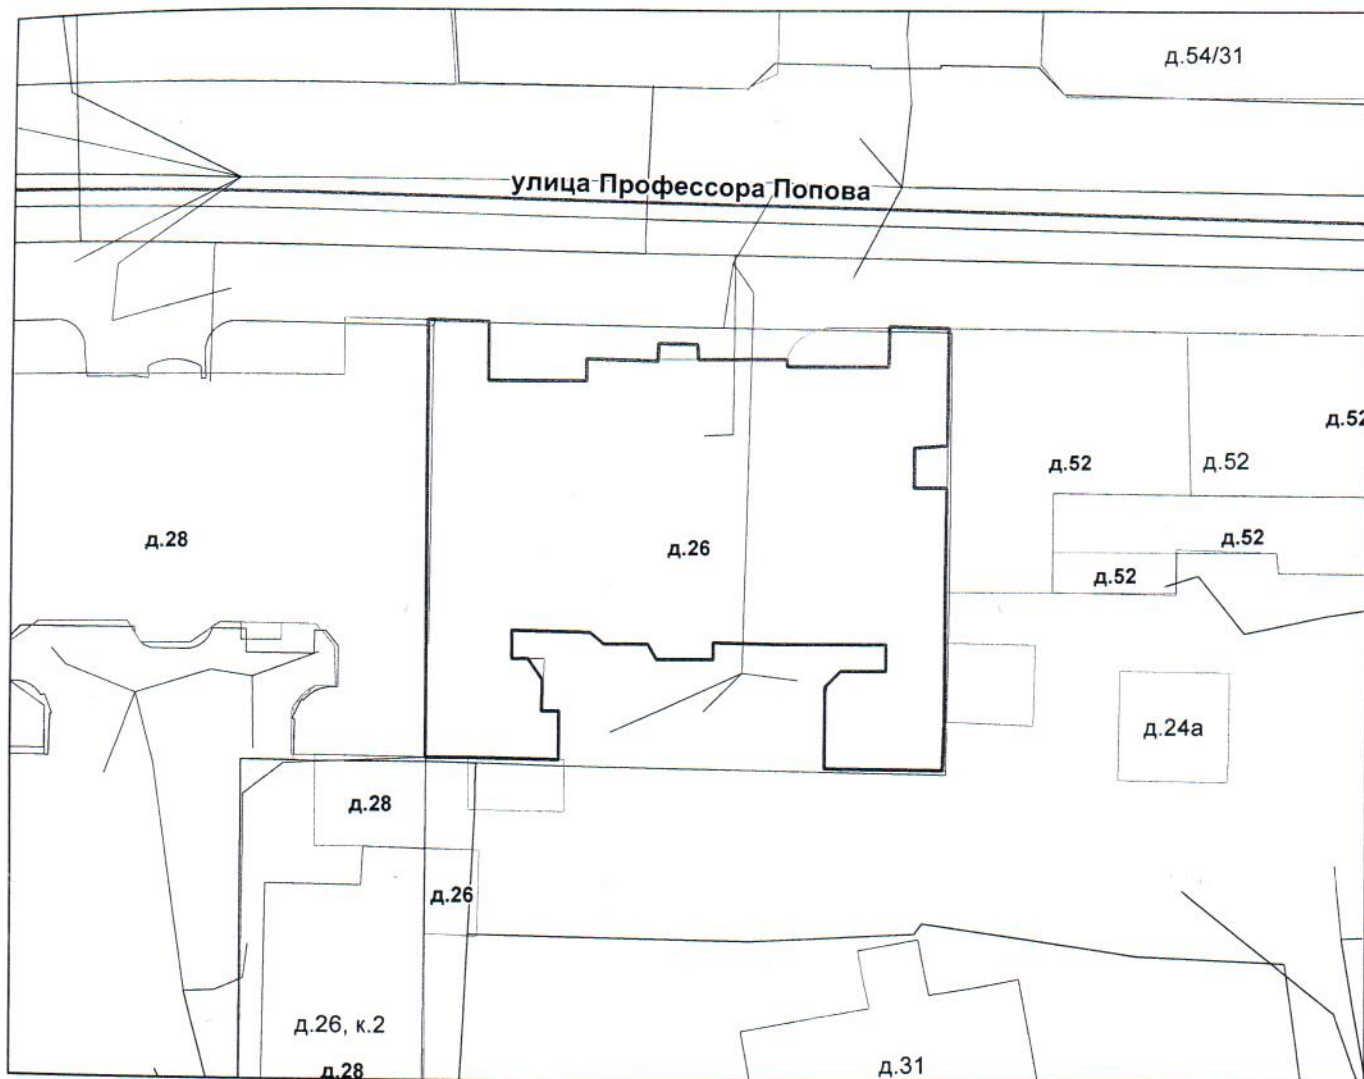 д.54/31
улица Профессора Попова
д.52
д.52
д.52
д.28
д.26
д.52
д.52
д.24а
д.28
д.26
д.26, к.2
д.28
д.31